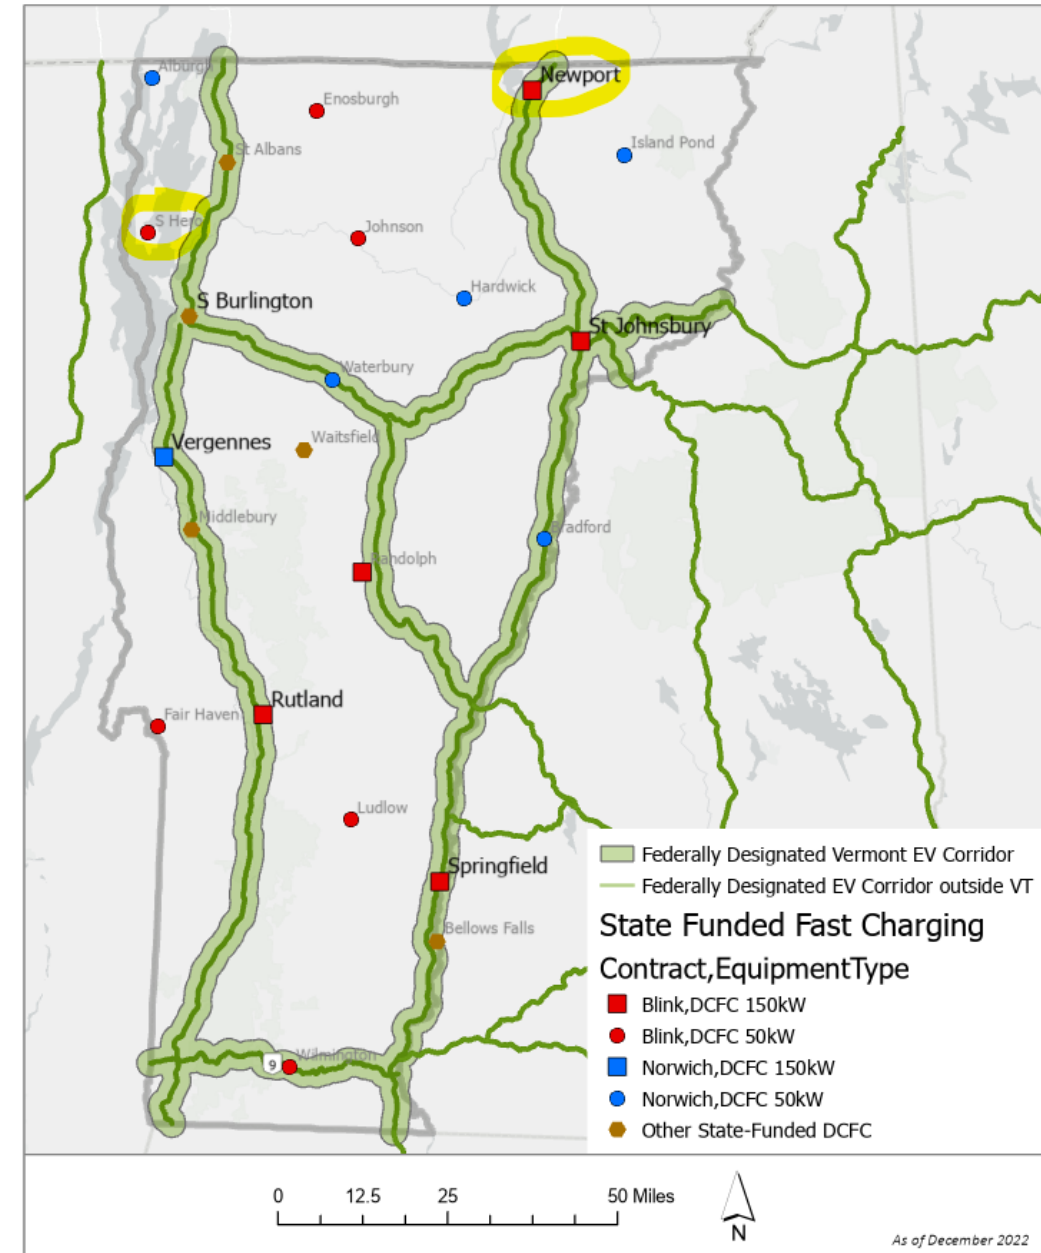 Newport
Alburgh
Enosburgh
Island Pond
St Albans
S Hero
Johnson
Hardwick
S Burlington
St Johnsbury
Waterbury
Waitsfield
Vergennes
Middlebury
Bradford
Randolph
Rutland
Fair Haven
Ludlow
Springfield
Bellows Falls
9
Wilmington
Federally Designated Vermont EV Corridor
Federally Designated EV Corridor outside VT
State Funded Fast Charging
Contract,EquipmentType
Blink,DCFC 150kW
Blink,DCFC 50kW
Norwich,DCFC 150kW
Norwich,DCFC 50kW
Other State-Funded DCFC
0 12.5 25 50 Miles
N
As of December 2022